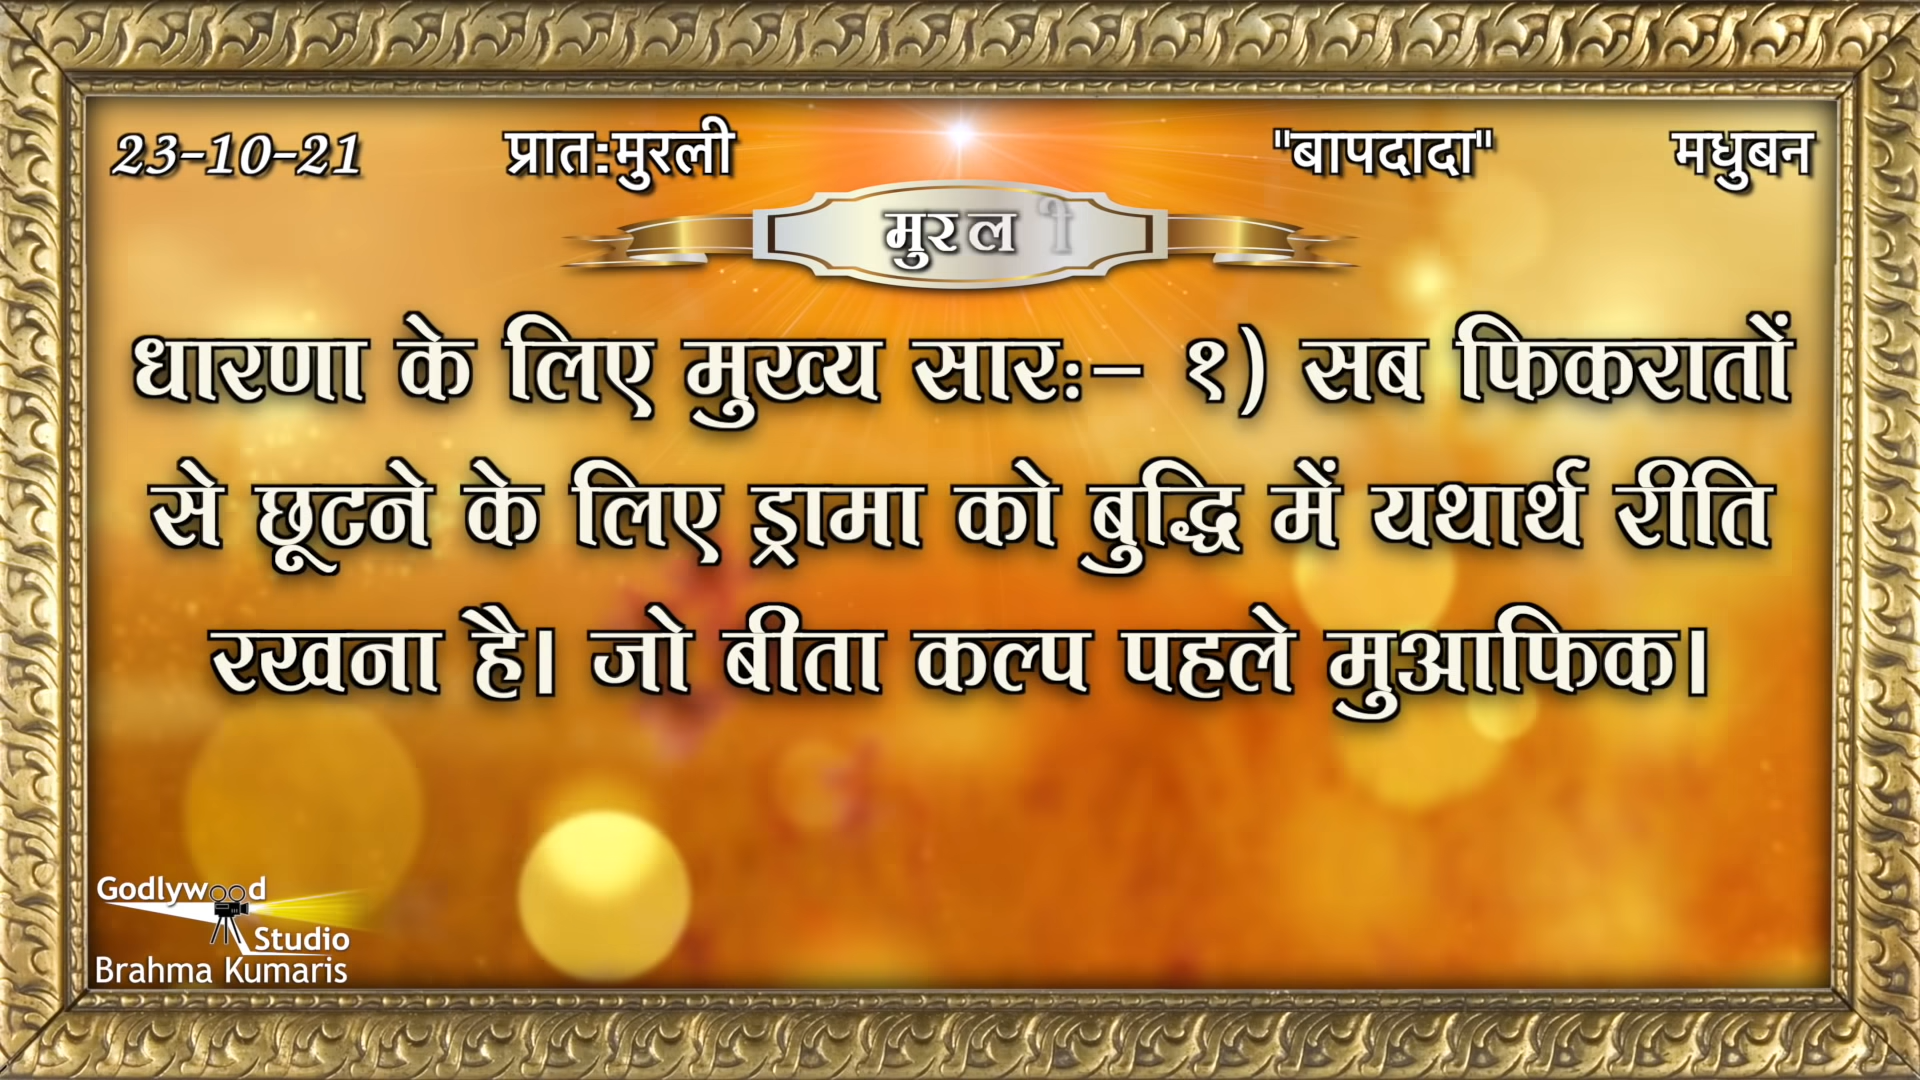 23-10-21 प्रात:मुरली "बापदादा" मधुबन
मुरली
धारणा के लिए मुख्य सार:- १) सब फिकरातों
से छूटने के लिए ड्रामा को बुद्धि में यथार्थ रीति
रखना है। जो बीता कल्प पहले मुआफिक।
Godlywood
Studio
Brahma Kumaris